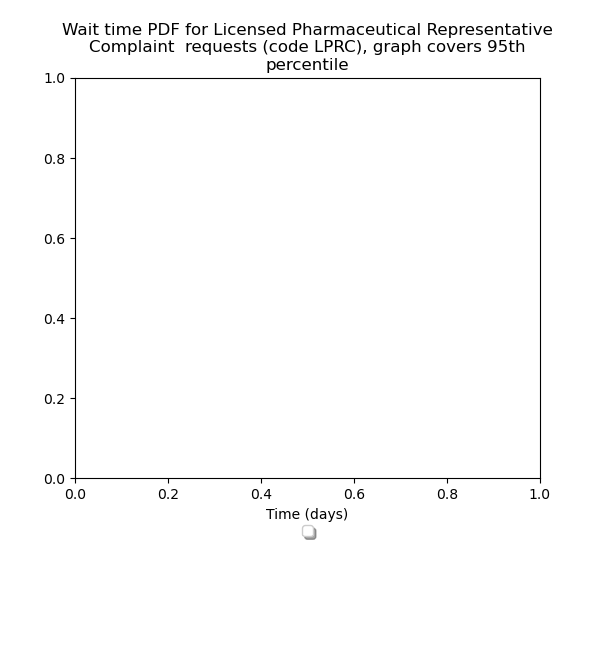 Wait time PDF for Licensed Pharmaceutical Representative
Complaint  requests (code LPRC), graph covers 95th
percentile
1.0
0.8
0.6
0.4
0.2
0.0
0.0 0.2 0.4 0.6 0.8 1.0
Time (days)